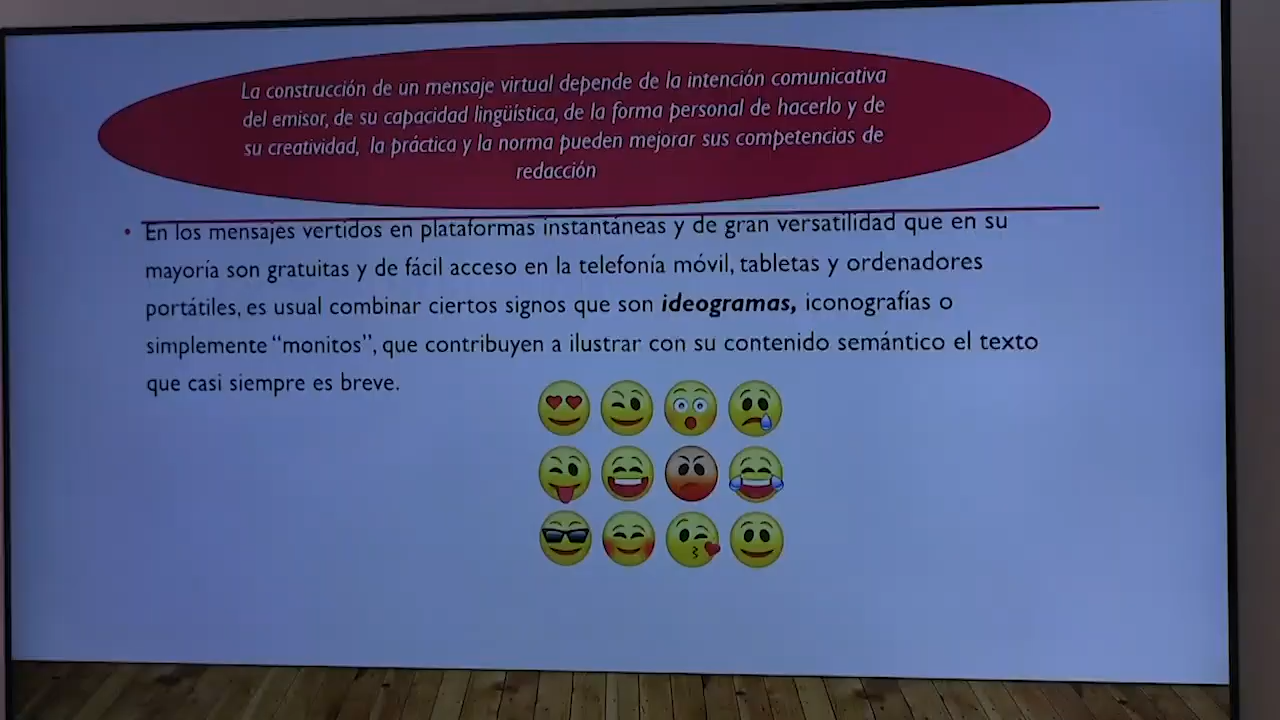 La construcción de un mensaje virtual depende de la intención comunicativa
del emisor, de su capacidad lingüística, de la forma personal de hacerlo y de
su creatividad, la práctica y la norma pueden mejorar sus competencias de
redacción
• En los mensajes vertidos en plataformas instantáneas y de gran versatilidad que en su
mayoría son gratuitas y de fácil acceso en la telefonía móvil, tabletas y ordenadores
portátiles, es usual combinar ciertos signos que son ideogramas, iconografías o
simplemente “monitos”, que contribuyen a ilustrar con su contenido semántico el texto
que casi siempre es breve.